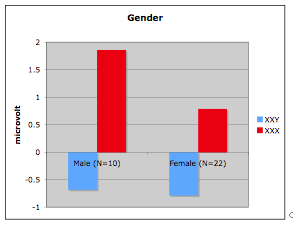 Gender
2
1.5
1
0.5
0
-0.5
-1
microvolt
Male (N=10)
Female (N=22)
XXY
XXX